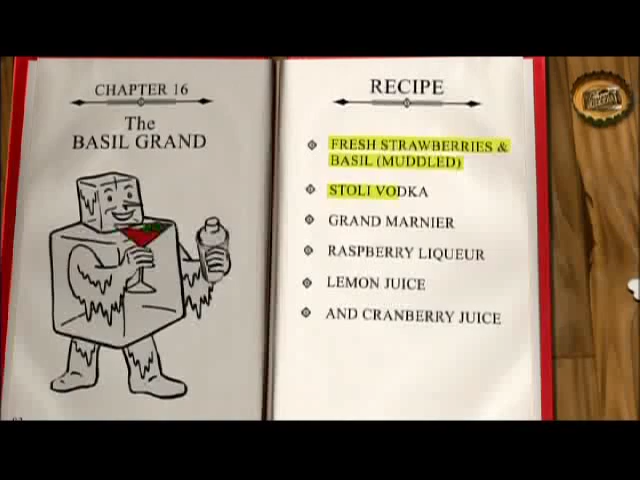 CHAPTER 16
The
BASIL GRAND
RECIPE
FRESH STRAWBERRIES &
BASIL (MUDDLED)
STOLI VODKA
GRAND MARNIER
RASPBERRY LIQUEUR
LEMON JUICE
AND CRANBERRY JUICE